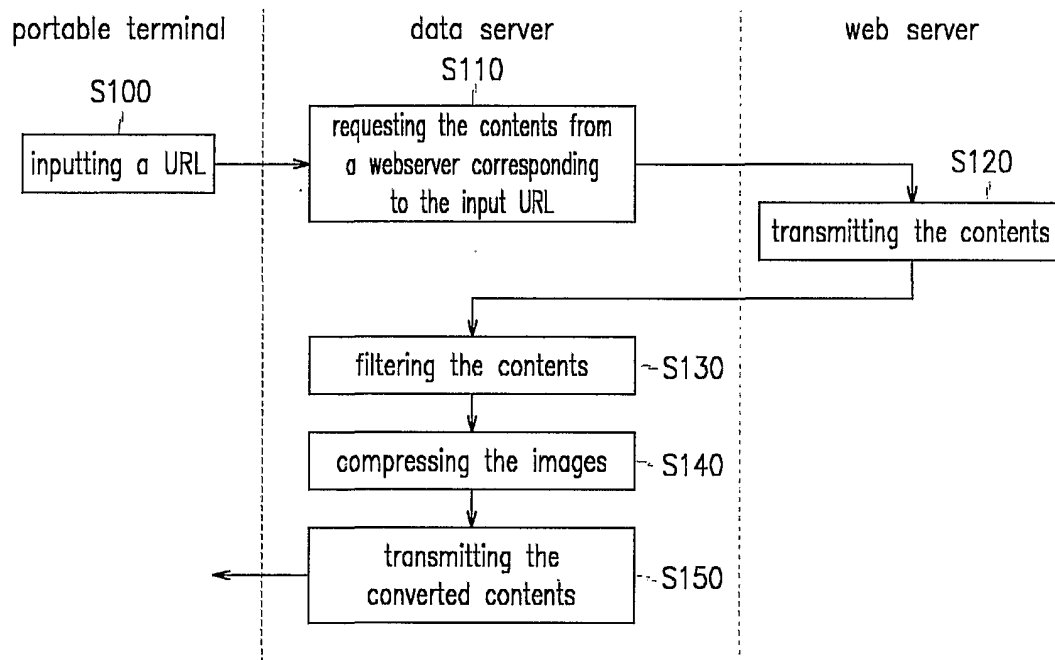 portable terminal
data server
web server
S100
inputting a URL
S110
requesting the contents from
a webserver corresponding
to the input URL
S120
transmitting the contents
filtering the contents
S130
compressing the images
S140
transmitting the
converted contents
S150